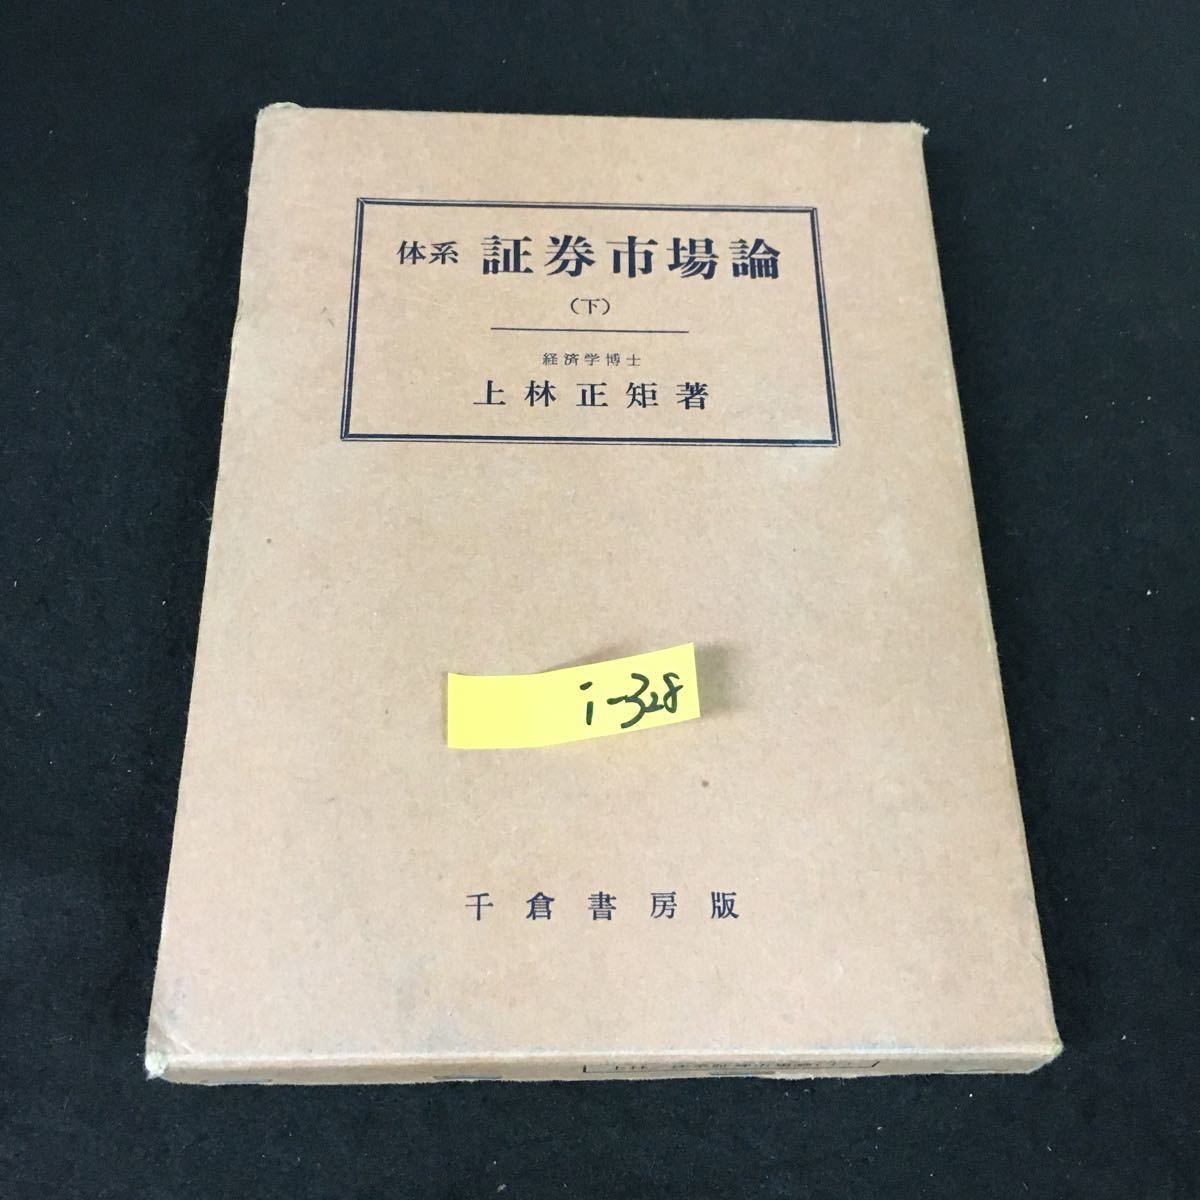 体系 証券市場論
(下)
経済学博士
上林正矩著
i-328
千倉書房版